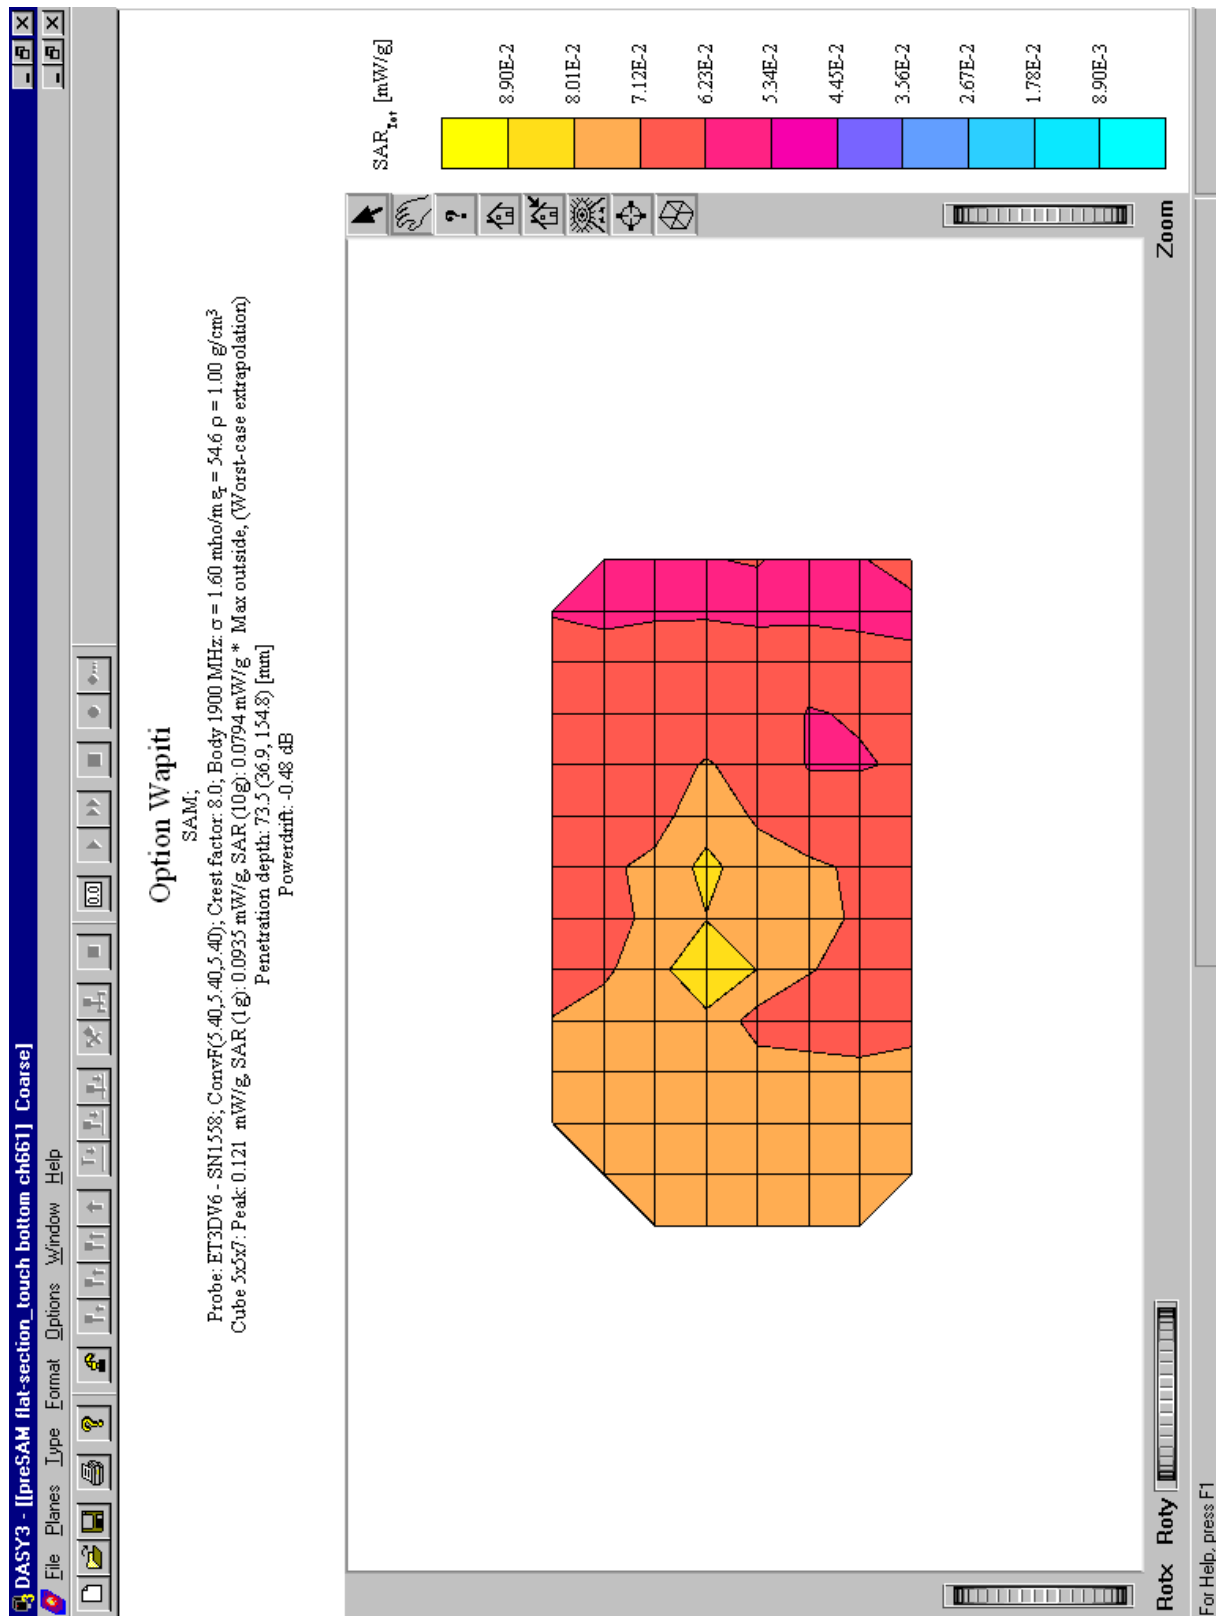 DASY3 - [[preSAM flat-section_touch bottom ch661]  Coarse]
File Planes Type Format Options Window Help
0.0
Option Wapiti
SAM;
Probe: ET3DV6 - SN1558; ConvF(5.40,5.40,5.40); Crest factor: 8.0; Body 1900 MHz: σ = 1.60 mho/m εr = 54.6 ρ = 1.00 g/cm³
Cube 5x5x7: Peak: 0.121 mW/g, SAR (1g): 0.0935 mW/g, SAR (10g): 0.0794 mW/g * Max outside, (Worst-case extrapolation)
Penetration depth: 73.5 (36.9, 154.8) [mm]
Powerdrift: -0.48 dB
SARTot [mW/g]
8.90E-2
8.01E-2
7.12E-2
6.23E-2
5.34E-2
4.45E-2
3.56E-2
2.67E-2
1.78E-2
8.90E-3
Rotx Roty Zoom
For Help, press F1